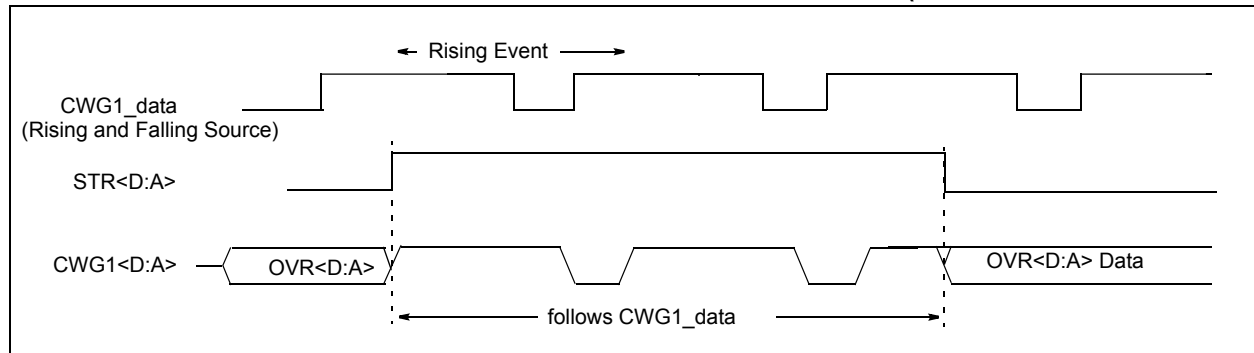 Rising Event
CWG1_data
(Rising and Falling Source)
STR<D:A>
CWG1<D:A>
OVR<D:A>
OVR<D:A> Data
follows CWG1_data